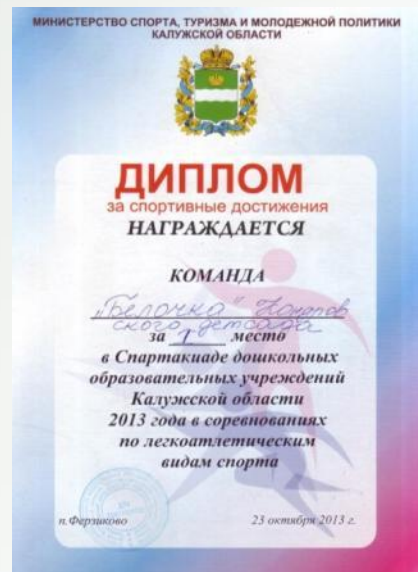 МИНИСТЕРСТВО СПОРТА, ТУРИЗМА И МОЛОДЕЖНОЙ ПОЛИТИКИ
КАЛУЖСКОЙ ОБЛАСТИ
ДИПЛОМ
за спортивные достижения
НАГРАЖДАЕТСЯ
КОМАНДА
„Белочка"
ского детсада
за 1 место
в Спартакиаде дошкольных
образовательных учреждений
Калужской области
2013 года в соревнованиях
по легкоатлетическим
видам спорта
п.Ферзиково 23 октября 2013 г.